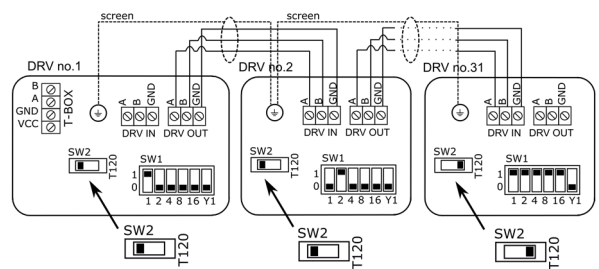 screen
screen
DRV no.1
DRV no.2
DRV no.31
B
A
GND
VCC
T-BOX
A
B
GND
DRV IN
A
B
GND
DRV OUT
SW2
T120
SW1
1
0
1 2 4 8 16 Y1
SW2
T120
A
B
GND
DRV IN
A
B
GND
DRV OUT
SW2
T120
SW1
1
0
1 2 4 8 16 Y1
SW2
T120
A
B
GND
DRV IN
A
B
GND
DRV OUT
SW2
T120
SW1
1
0
1 2 4 8 16 Y1
SW2
T120